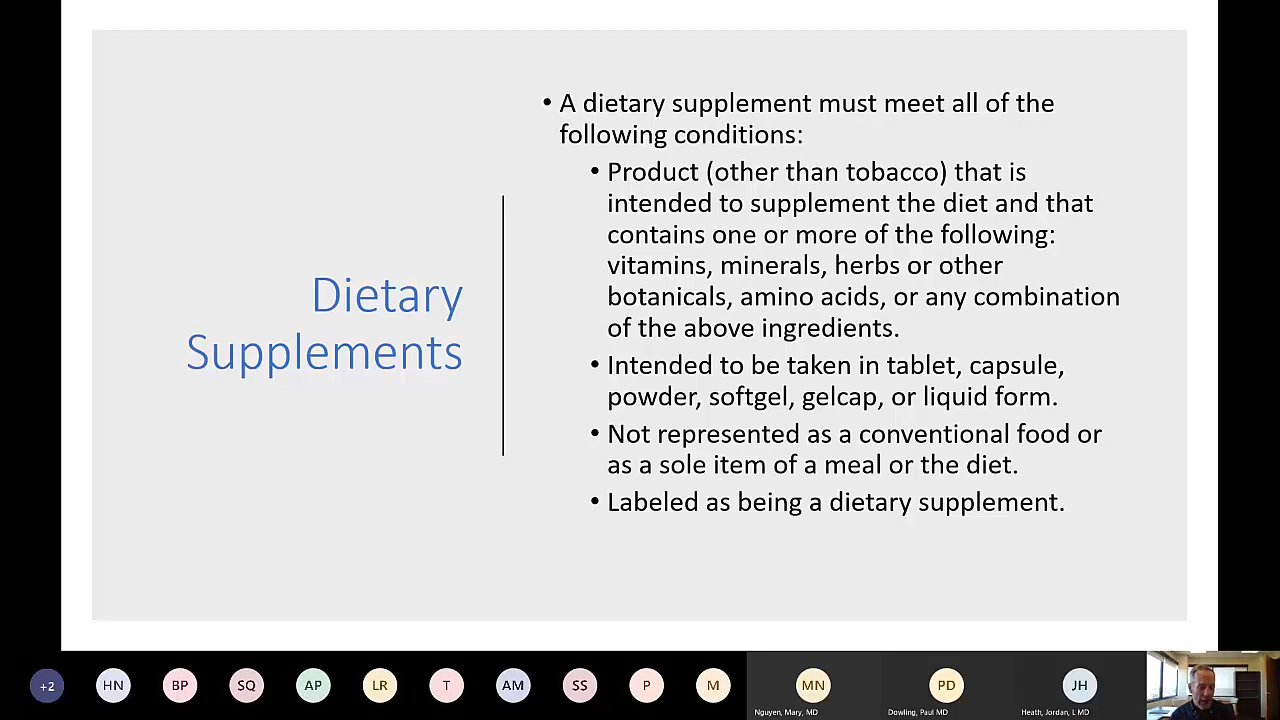 Dietary
Supplements
• A dietary supplement must meet all of the
following conditions:
• Product (other than tobacco) that is
intended to supplement the diet and that
contains one or more of the following:
vitamins, minerals, herbs or other
botanicals, amino acids, or any combination
of the above ingredients.
• Intended to be taken in tablet, capsule,
powder, softgel, gelcap, or liquid form.
• Not represented as a conventional food or
as a sole item of a meal or the diet.
• Labeled as being a dietary supplement.
+2 HN BP SQ AP LR T AM SS P M MN PD JH
Nguyen, Mary, MD Dowling, Paul MD Heath, Jordan, L MD